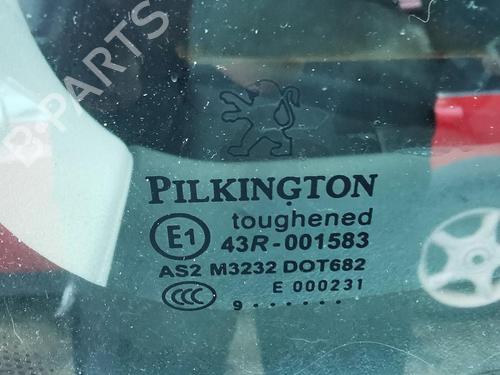 B-PARTS
PILKINGTON
E1 toughened
43R-001583
AS2 M3232 DOT682
CCC E 000231
9·······